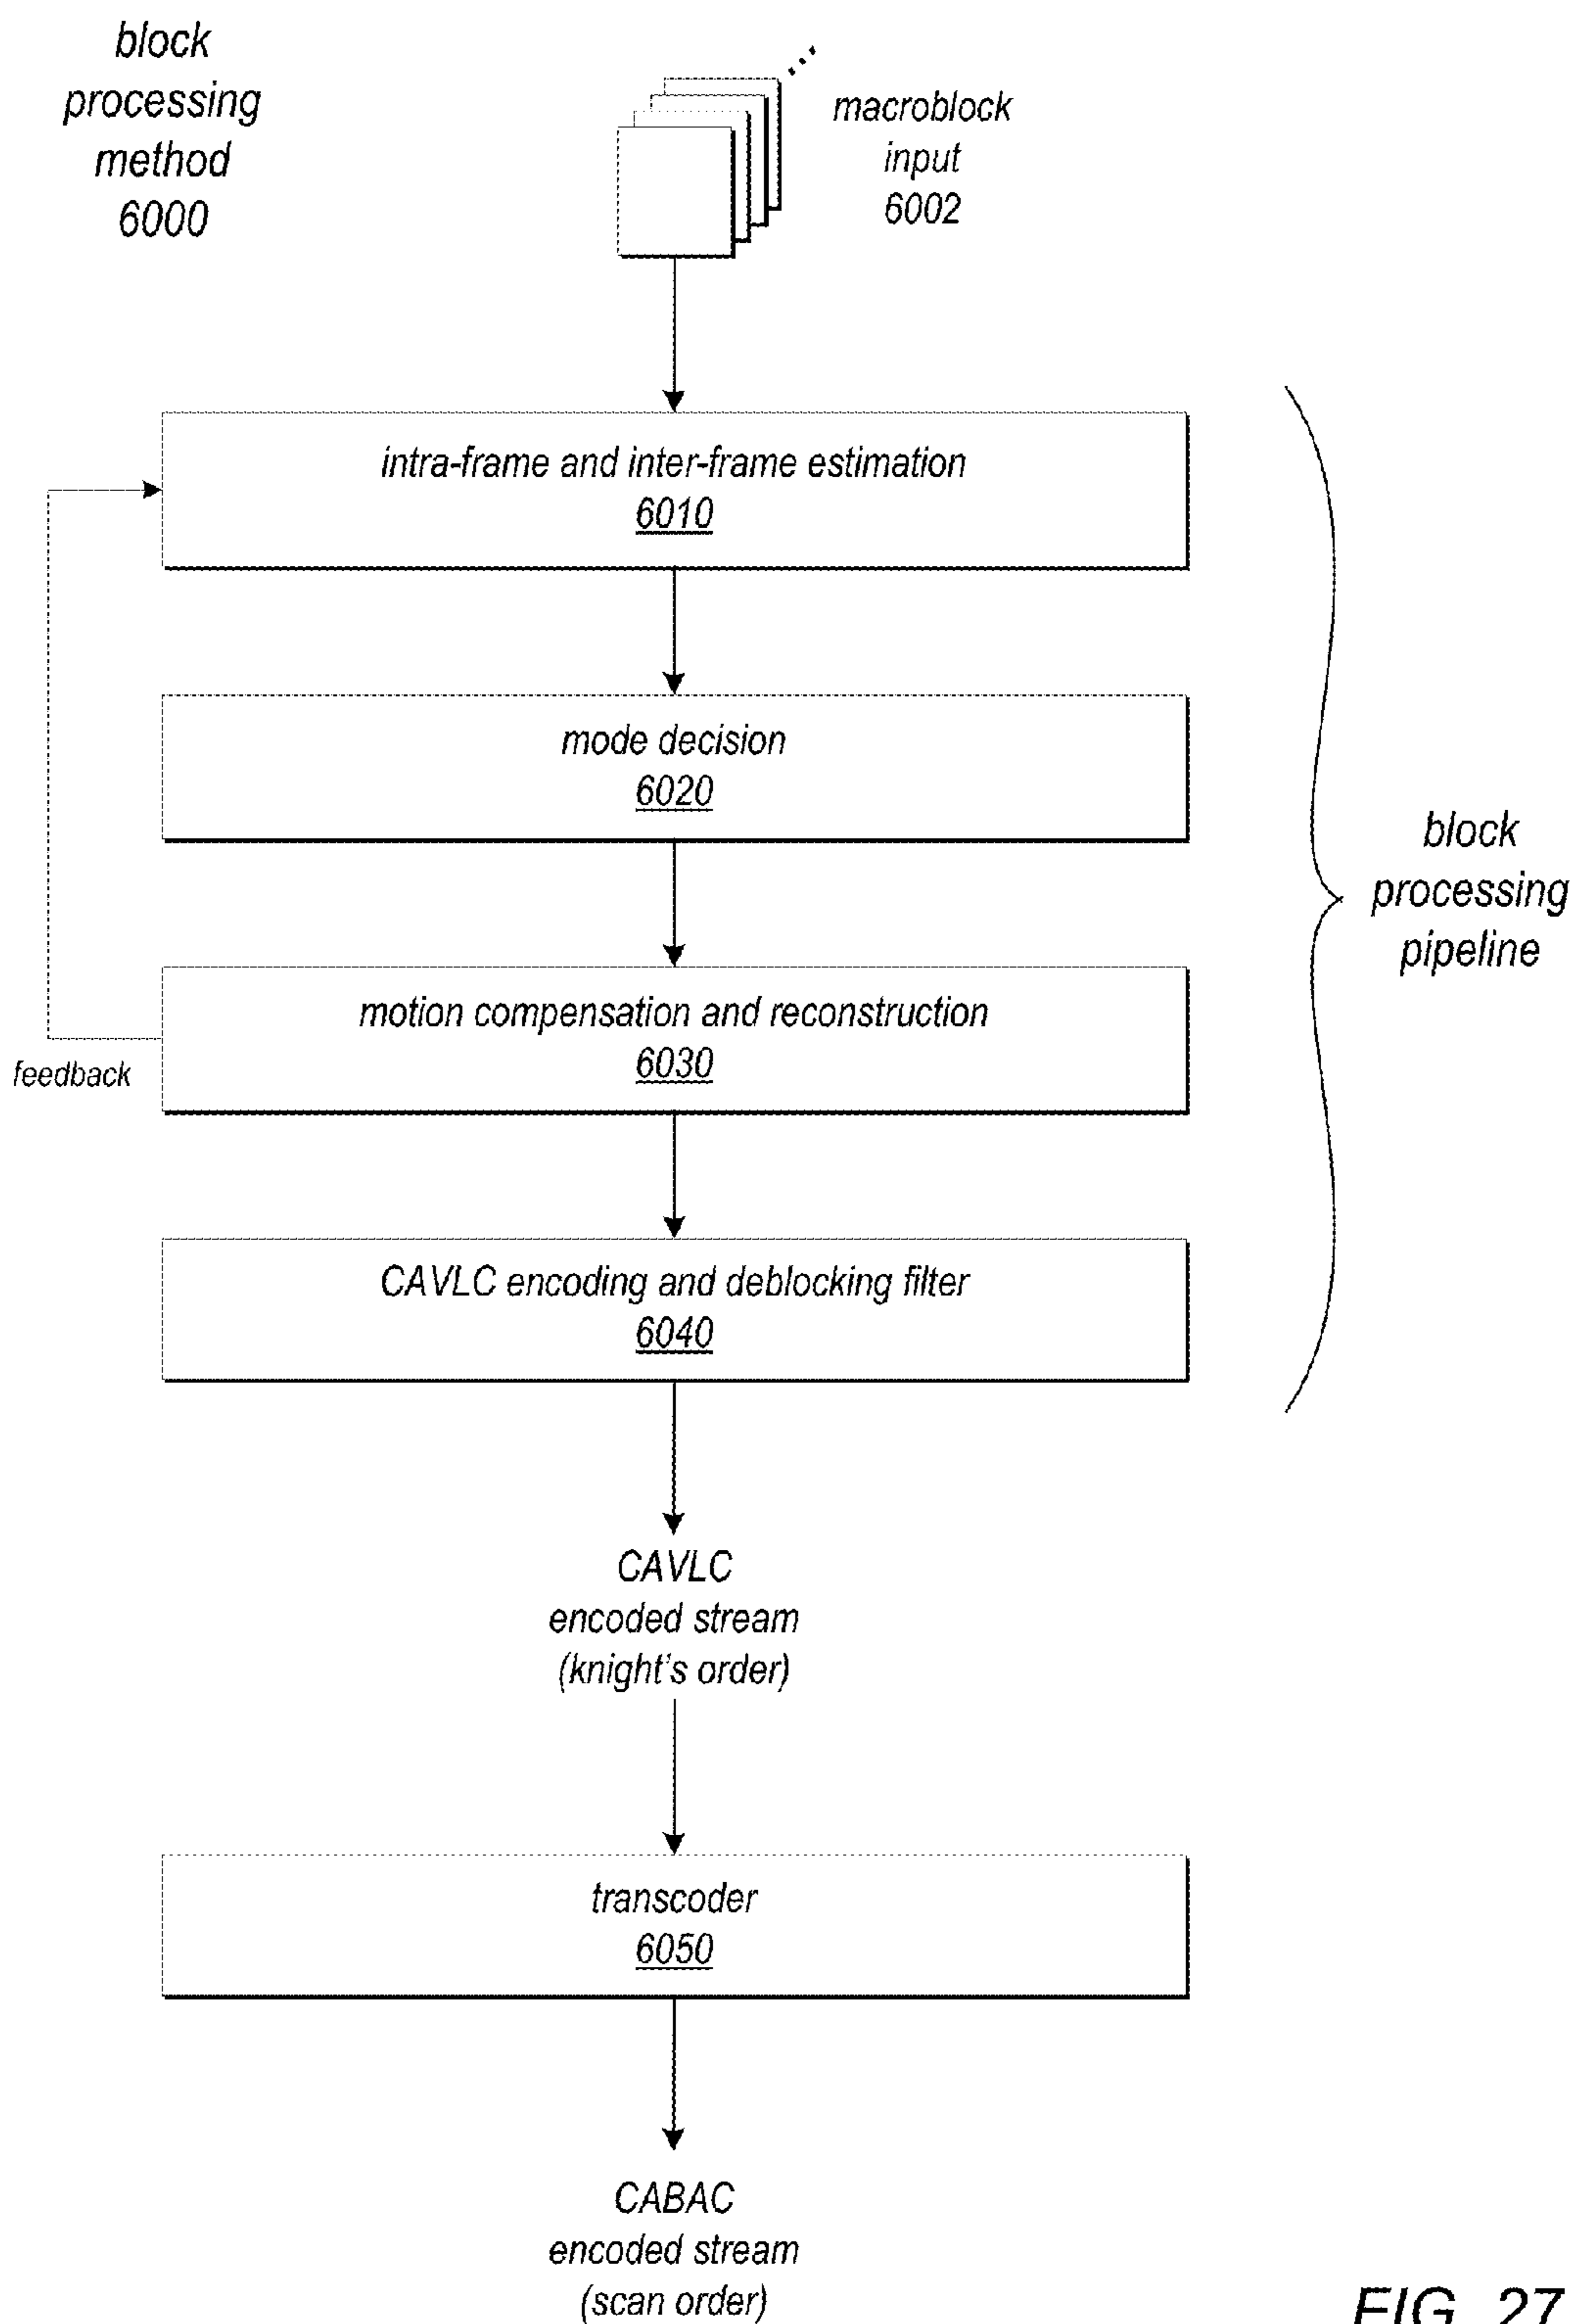 block
processing
method
6000
macroblock
input
6002
intra-frame and inter-frame estimation
6010
mode decision
6020
motion compensation and reconstruction
6030
feedback
CAVLC encoding and deblocking filter
6040
block
processing
pipeline
CAVLC
encoded stream
(knight's order)
transcoder
6050
CABAC
encoded stream
(scan order)
FIG. 27